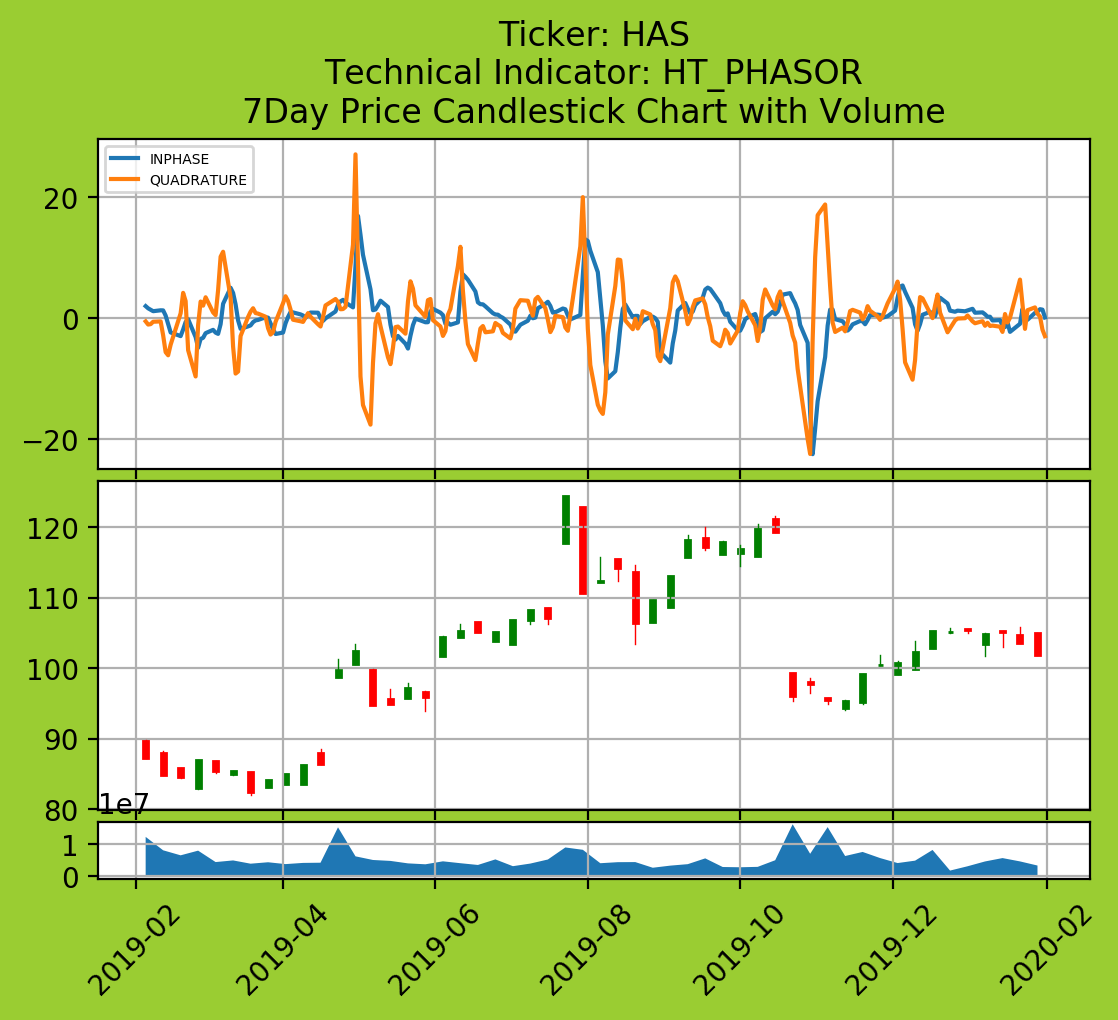 Ticker: HAS
Technical Indicator: HT_PHASOR
7Day Price Candlestick Chart with Volume
INPHASE
QUADRATURE
20
0
−20
120
110
100
90
80
1e7
1
0
2019-02
2019-04
2019-06
2019-08
2019-10
2019-12
2020-02